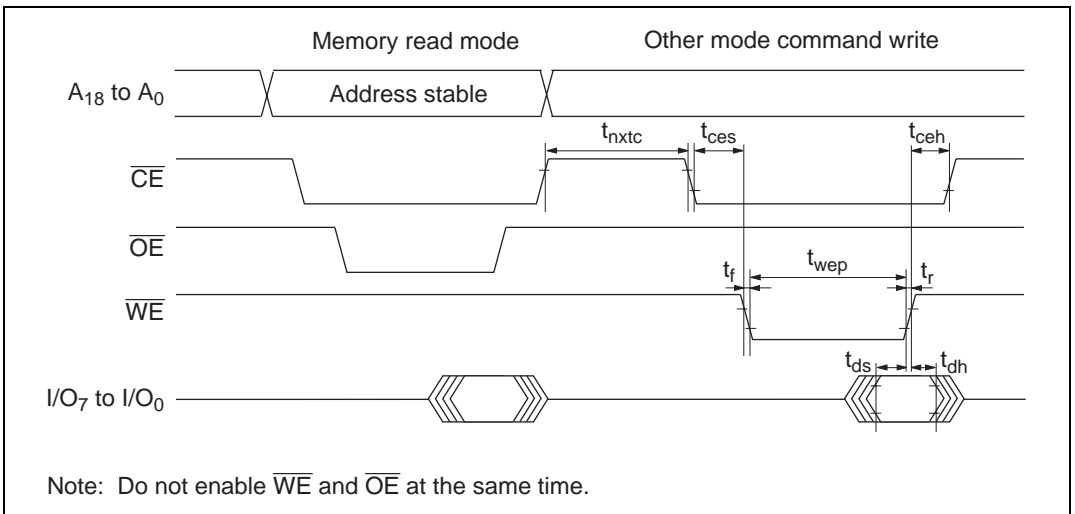 Memory read mode Other mode command write
A18 to A0 Address stable
tnxtc tces tceh
CE
OE
tf twep tr
WE
tds tdh
I/O7 to I/O0
Note: Do not enable WE and OE at the same time.